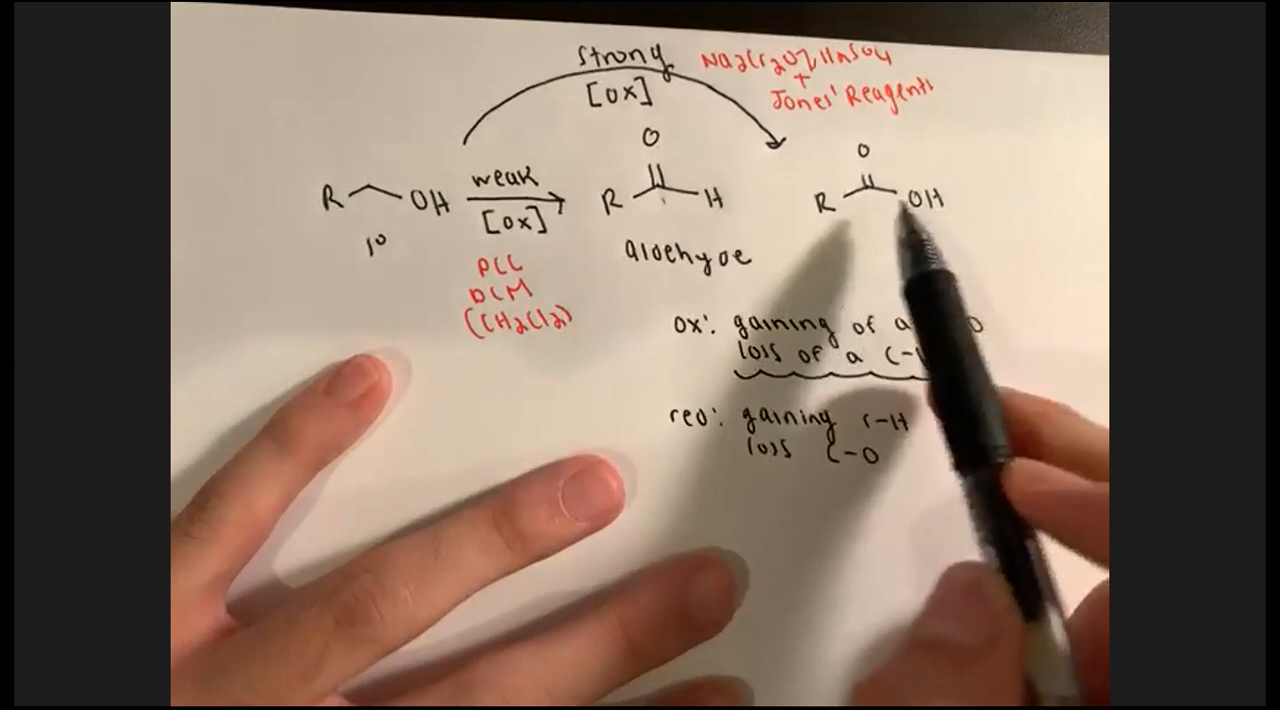 strong
[ox]
Na2Cr2O7, H2SO4
+
Jones' Reagents
O
R OH
1°
weak
[ox]
PCC
DCM
(CH2Cl2)
O
R H
aldehyde
O
R OH
ox: gaining of a
loss of a C-
red: gaining C-H
loss C-O